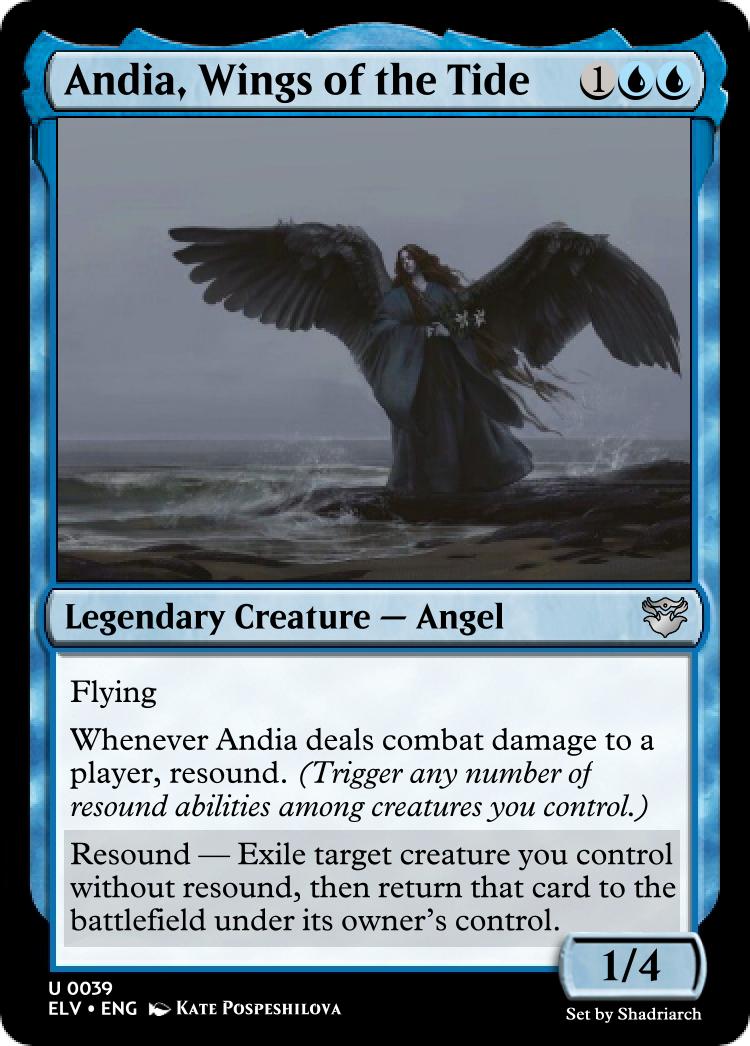 Andia, Wings of the Tide 1
Legendary Creature — Angel
Flying
Whenever Andia deals combat damage to a
player, resound. (Trigger any number of
resound abilities among creatures you control.)
Resound — Exile target creature you control
without resound, then return that card to the
battlefield under its owner's control.
1/4
U 0039
ELV • ENG Kate Pospeshilova
Set by Shadriarch